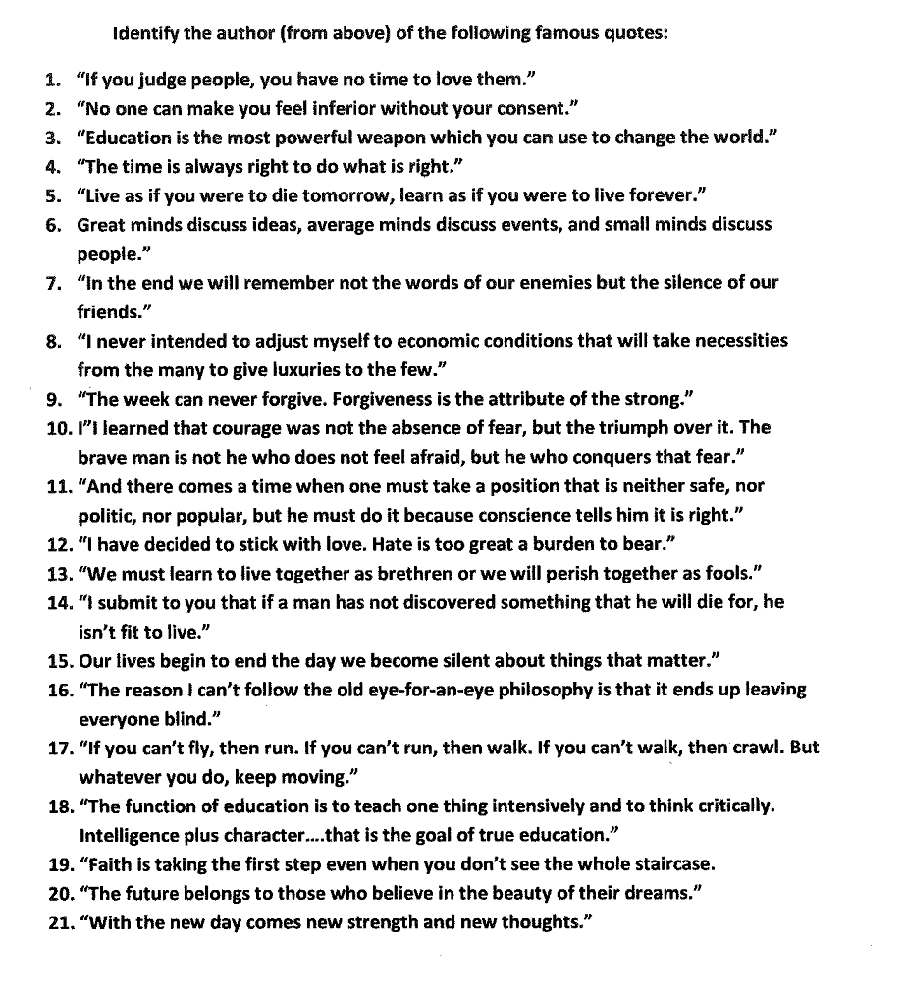 Identify the author (from above) of the following famous quotes:
1. "If you judge people, you have no time to love them."
2. "No one can make you feel inferior without your consent."
3. "Education is the most powerful weapon which you can use to change the world."
4. "The time is always right to do what is right."
5. "Live as if you were to die tomorrow, learn as if you were to live forever."
6. Great minds discuss ideas, average minds discuss events, and small minds discuss
people."
7. "In the end we will remember not the words of our enemies but the silence of our
friends."
8. "I never intended to adjust myself to economic conditions that will take necessities
from the many to give luxuries to the few."
9. "The week can never forgive. Forgiveness is the attribute of the strong."
10. I"I learned that courage was not the absence of fear, but the triumph over it. The
brave man is not he who does not feel afraid, but he who conquers that fear."
11. "And there comes a time when one must take a position that is neither safe, nor
politic, nor popular, but he must do it because conscience tells him it is right."
12. "I have decided to stick with love. Hate is too great a burden to bear."
13. "We must learn to live together as brethren or we will perish together as fools."
14. "I submit to you that if a man has not discovered something that he will die for, he
isn't fit to live."
15. Our lives begin to end the day we become silent about things that matter."
16. "The reason I can't follow the old eye-for-an-eye philosophy is that it ends up leaving
everyone blind."
17. "If you can't fly, then run. If you can't run, then walk. If you can't walk, then crawl. But
whatever you do, keep moving."
18. "The function of education is to teach one thing intensively and to think critically.
Intelligence plus character....that is the goal of true education."
19. "Faith is taking the first step even when you don't see the whole staircase.
20. "The future belongs to those who believe in the beauty of their dreams."
21. "With the new day comes new strength and new thoughts."